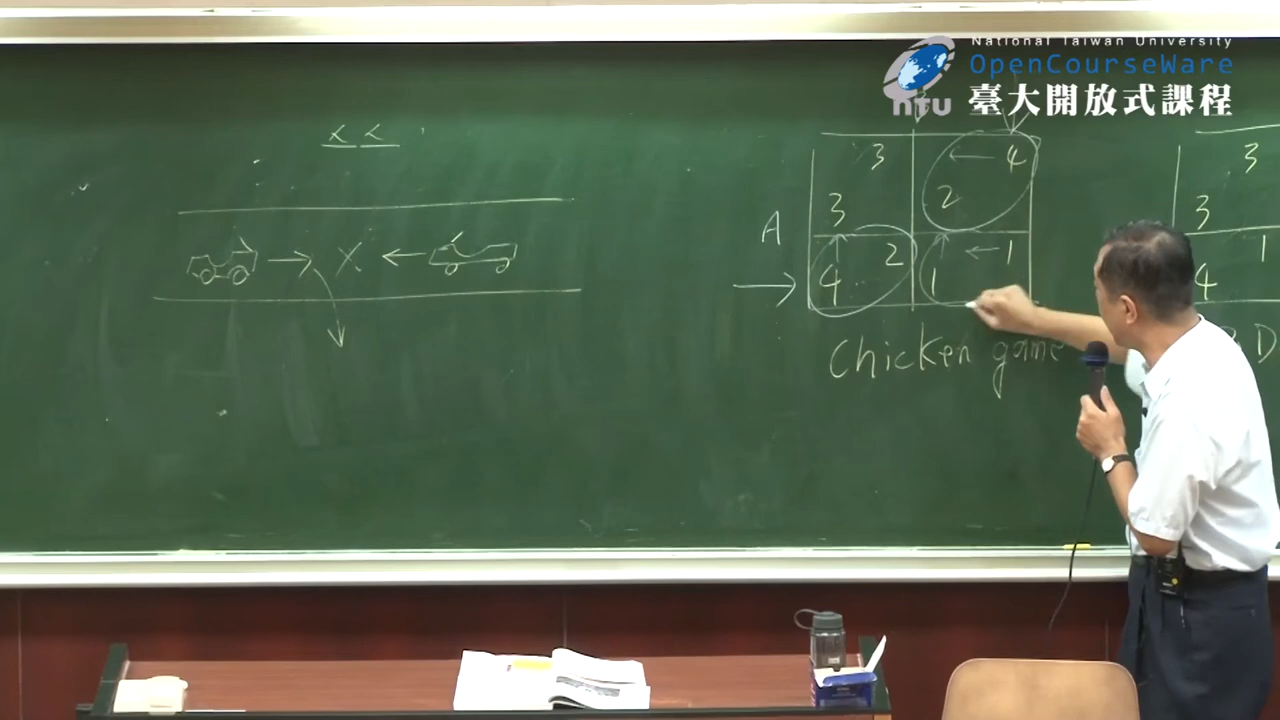 National Taiwan University
OpenCourseWare
臺大開放式課程
NTU
3 ← 4
3 2
A
2 ← 1
→ 4 1
Chicken game
3
3
1
4
D
→ X ←